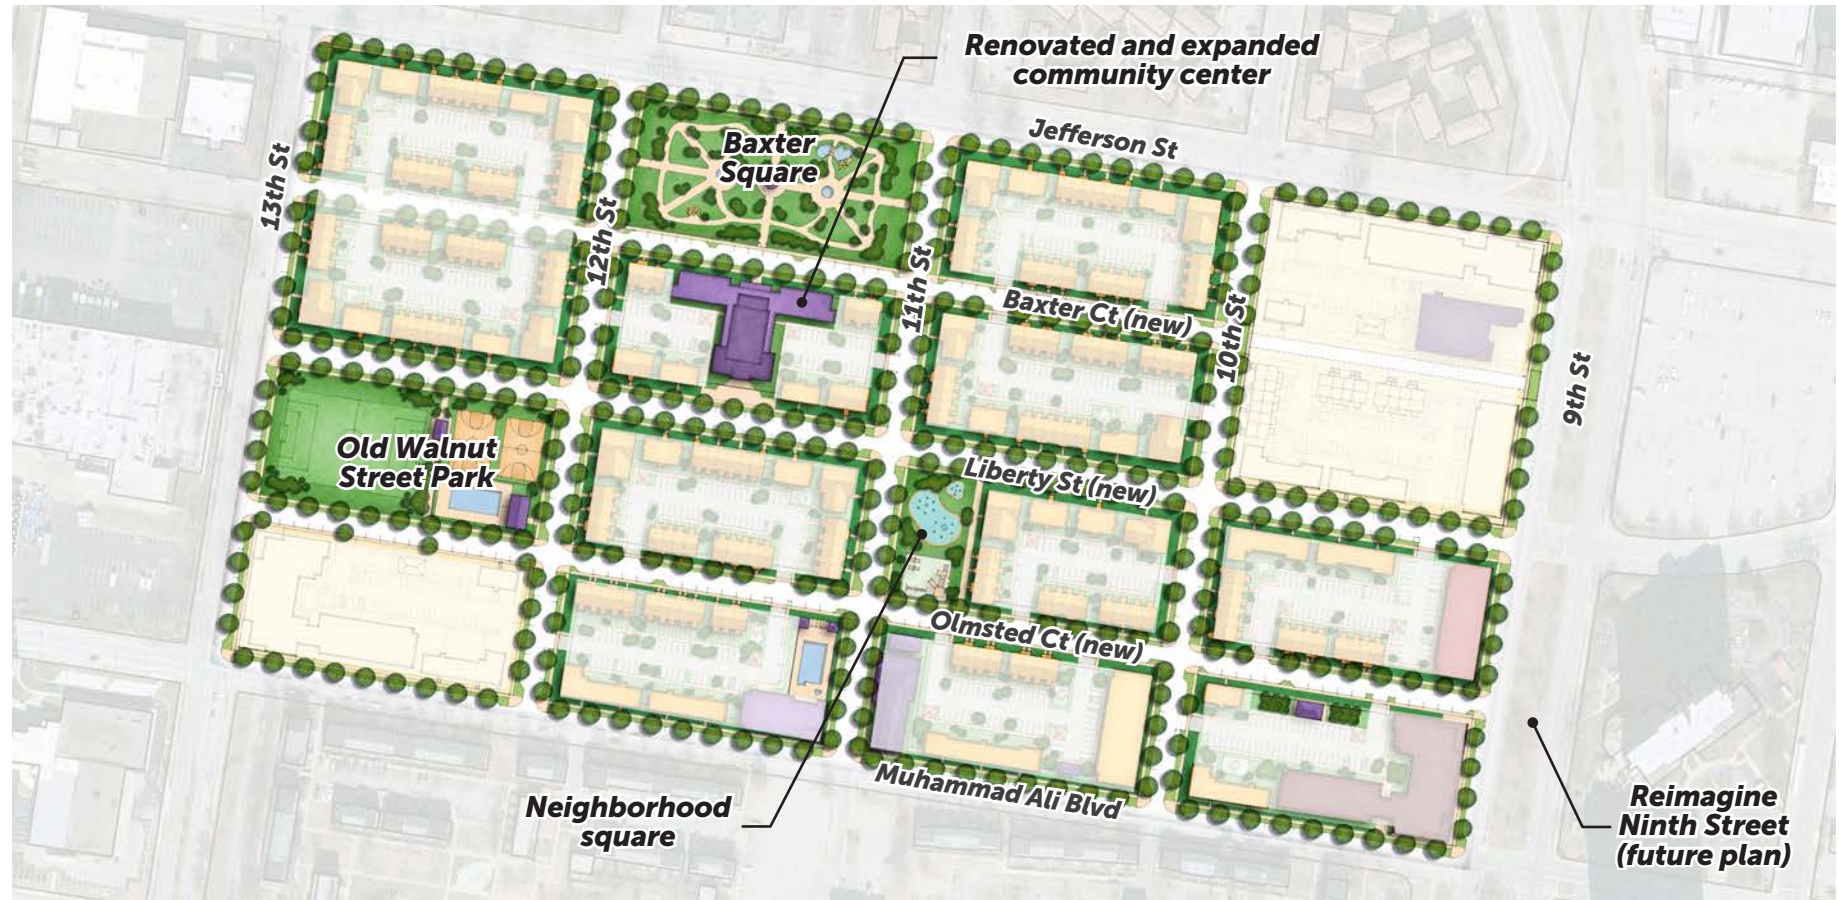 Renovated and expanded
community center
Jefferson St
Baxter
Square
13th St
12th St
11th St
Baxter Ct (new)
10th St
9th St
Old Walnut
Street Park
Liberty St (new)
Olmsted Ct (new)
Muhammad Ali Blvd
Neighborhood
square
Reimagine
Ninth Street
(future plan)